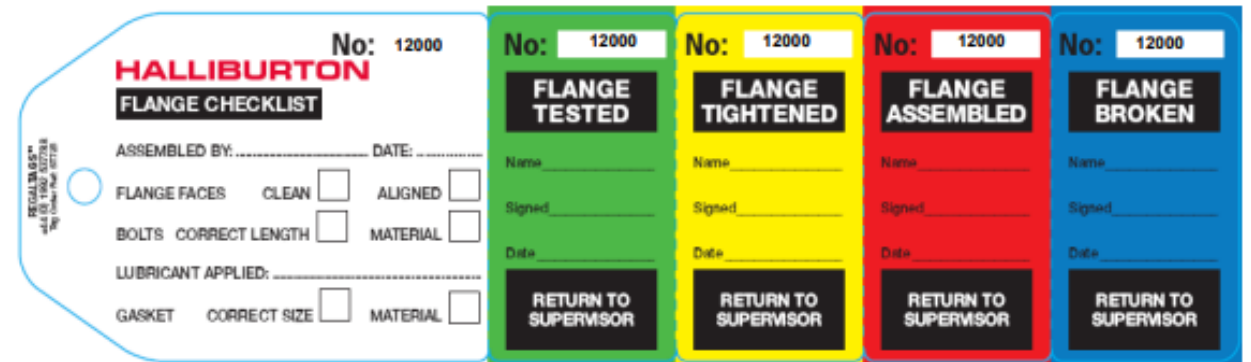 No: 12000
HALLIBURTON
FLANGE CHECKLIST
ASSEMBLED BY: DATE:
FLANGE FACES CLEAN ALIGNED
BOLTS CORRECT LENGTH MATERIAL
LUBRICANT APPLIED:
GASKET CORRECT SIZE MATERIAL
REGALTAGS™
No: 12000
FLANGE
TESTED
Name
Signed
Date
RETURN TO
SUPERVISOR
No: 12000
FLANGE
TIGHTENED
Name
Signed
Date
RETURN TO
SUPERVISOR
No: 12000
FLANGE
ASSEMBLED
Name
Signed
Date
RETURN TO
SUPERVISOR
No: 12000
FLANGE
BROKEN
Name
Signed
Date
RETURN TO
SUPERVISOR